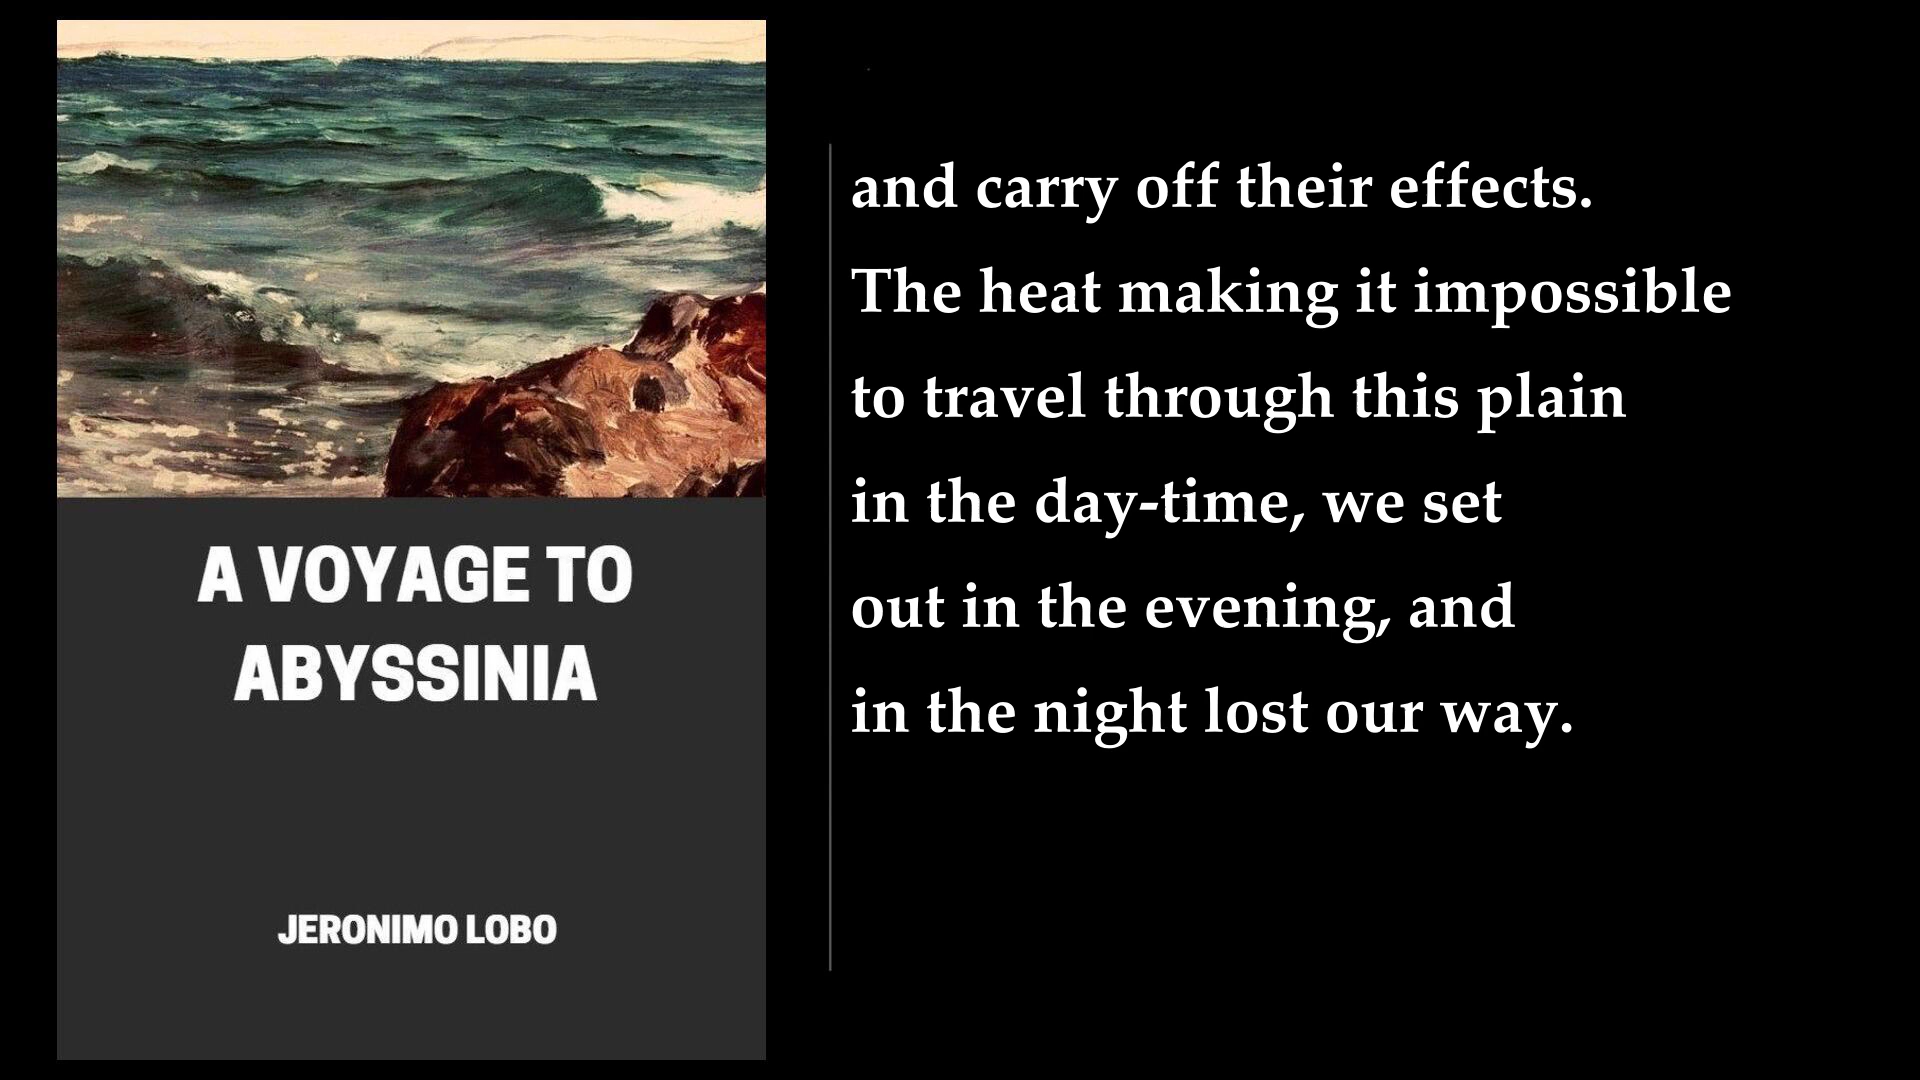 A VOYAGE TO
ABYSSINIA
JERONIMO LOBO
and carry off their effects.
The heat making it impossible
to travel through this plain
in the day-time, we set
out in the evening, and
in the night lost our way.